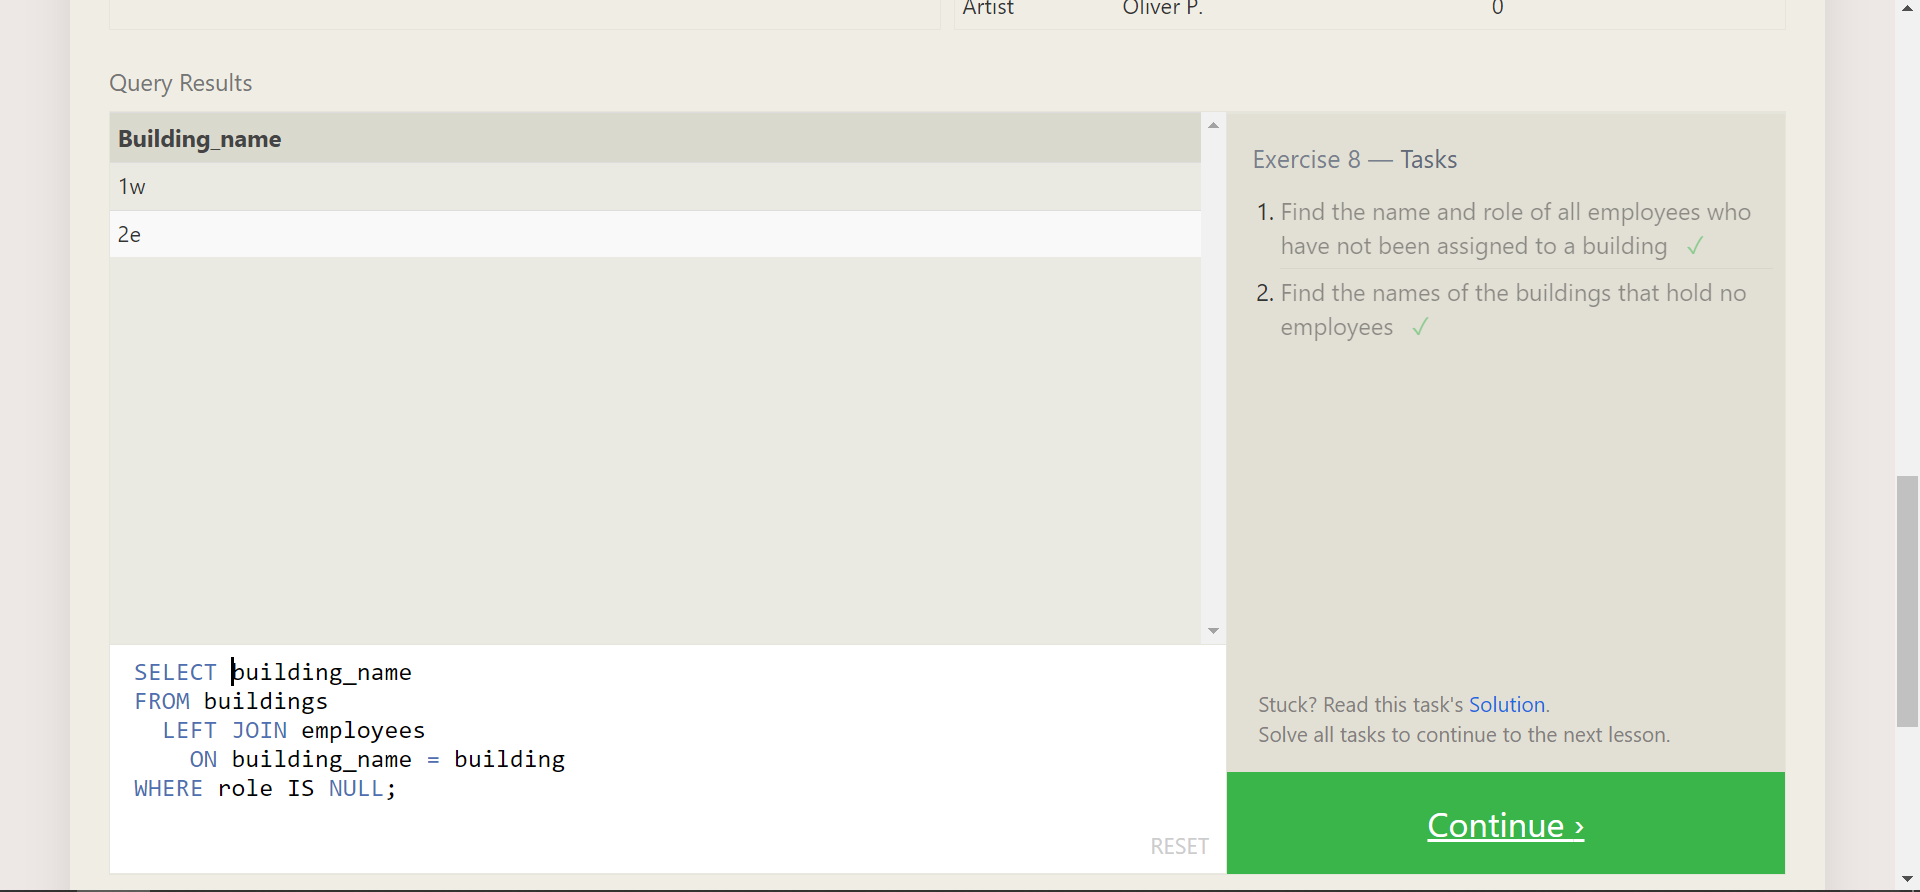 Artist Oliver P. 0
Query Results
Building_name
1w
2e
Exercise 8 — Tasks
1. Find the name and role of all employees who
have not been assigned to a building ✓
2. Find the names of the buildings that hold no
employees ✓
SELECT building_name
FROM buildings
LEFT JOIN employees
ON building_name = building
WHERE role IS NULL;
RESET
Stuck? Read this task's Solution.
Solve all tasks to continue to the next lesson.
Continue ›